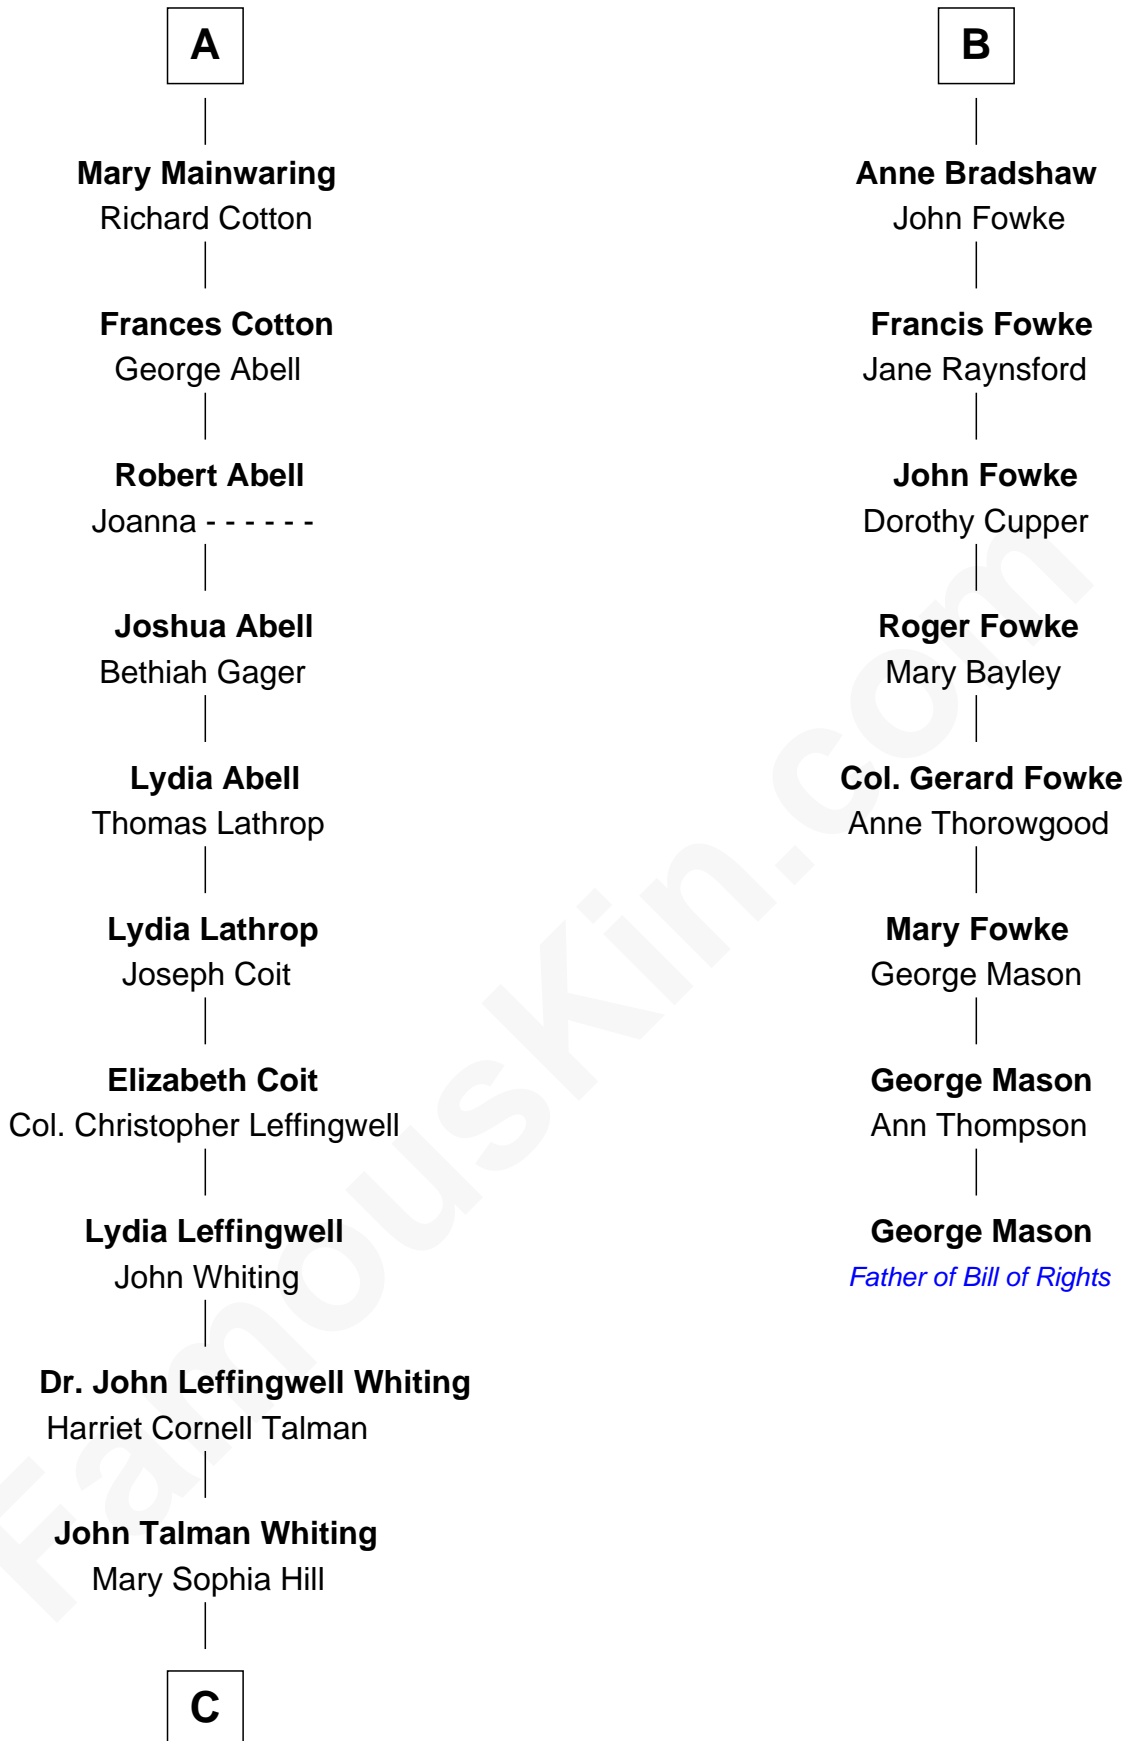 A
Mary Mainwaring
Richard Cotton
Frances Cotton
George Abell
Robert Abell
Joanna - - - - - -
Joshua Abell
Bethiah Gager
Lydia Abell
Thomas Lathrop
Lydia Lathrop
Joseph Coit
Elizabeth Coit
Col. Christopher Leffingwell
Lydia Leffingwell
John Whiting
Dr. John Leffingwell Whiting
Harriet Cornell Talman
John Talman Whiting
Mary Sophia Hill
C
B
Anne Bradshaw
John Fowke
Francis Fowke
Jane Raynsford
John Fowke
Dorothy Cupper
Roger Fowke
Mary Bayley
Col. Gerard Fowke
Anne Thorowgood
Mary Fowke
George Mason
George Mason
Ann Thompson
George Mason
Father of Bill of Rights
FamousKin.com